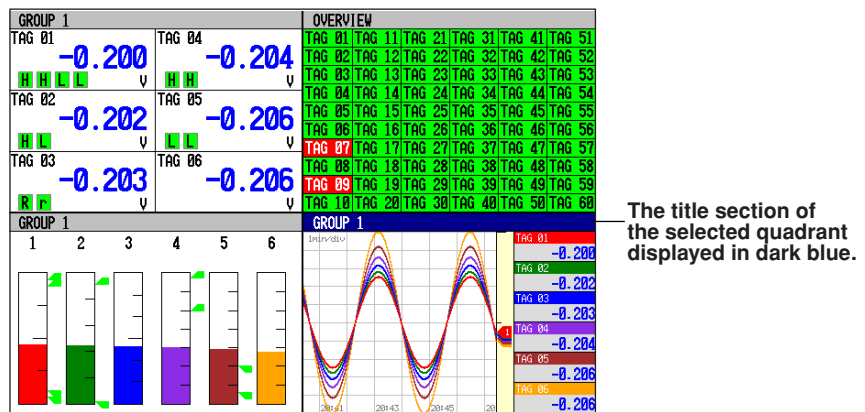 GROUP 1
TAG 01
-0.200
H H L L V
TAG 04
-0.204
H H V
TAG 02
-0.202
H L V
TAG 05
-0.206
L L V
TAG 03
-0.203
R r V
TAG 06
-0.206
V
OVERVIEW
TAG 01 TAG 11 TAG 21 TAG 31 TAG 41 TAG 51
TAG 02 TAG 12 TAG 22 TAG 32 TAG 42 TAG 52
TAG 03 TAG 13 TAG 23 TAG 33 TAG 43 TAG 53
TAG 04 TAG 14 TAG 24 TAG 34 TAG 44 TAG 54
TAG 05 TAG 15 TAG 25 TAG 35 TAG 45 TAG 55
TAG 06 TAG 16 TAG 26 TAG 36 TAG 46 TAG 56
TAG 07 TAG 17 TAG 27 TAG 37 TAG 47 TAG 57
TAG 08 TAG 18 TAG 28 TAG 38 TAG 48 TAG 58
TAG 09 TAG 19 TAG 29 TAG 39 TAG 49 TAG 59
TAG 10 TAG 20 TAG 30 TAG 40 TAG 50 TAG 60
GROUP 1
1 2 3 4 5 6
GROUP 1
1min/div
TAG 01
-0.200
TAG 02
-0.202
TAG 03
-0.203
1
TAG 04
-0.204
TAG 05
-0.206
TAG 06
-0.206
20:41 20:43 20:45 20
The title section of
the selected quadrant
displayed in dark blue.